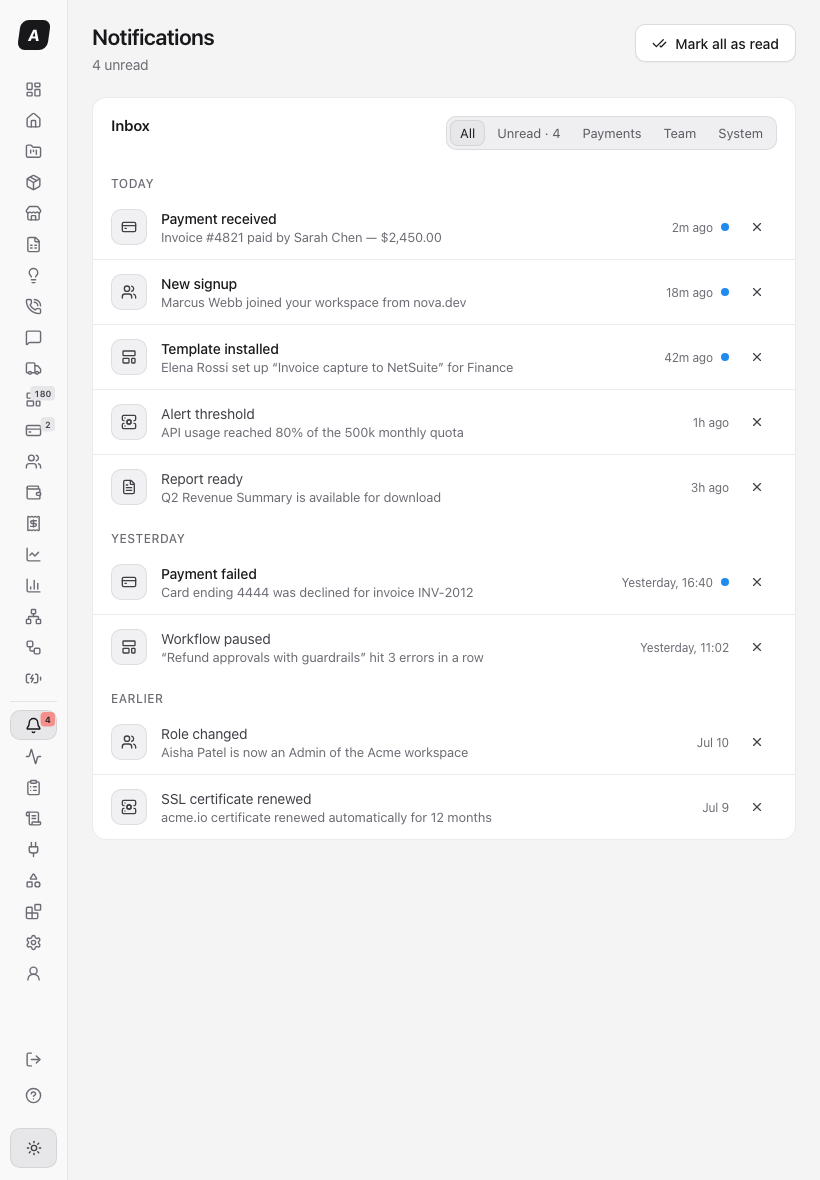 A
Notifications
4 unread
Mark all as read
Inbox
All
Unread · 4
Payments
Team
System
TODAY
Payment received
Invoice #4821 paid by Sarah Chen — $2,450.00
2m ago
New signup
Marcus Webb joined your workspace from nova.dev
18m ago
Template installed
Elena Rossi set up “Invoice capture to NetSuite” for Finance
42m ago
Alert threshold
API usage reached 80% of the 500k monthly quota
1h ago
Report ready
Q2 Revenue Summary is available for download
3h ago
YESTERDAY
Payment failed
Card ending 4444 was declined for invoice INV-2012
Yesterday, 16:40
Workflow paused
“Refund approvals with guardrails” hit 3 errors in a row
Yesterday, 11:02
EARLIER
Role changed
Aisha Patel is now an Admin of the Acme workspace
Jul 10
SSL certificate renewed
acme.io certificate renewed automatically for 12 months
Jul 9
180
2
4